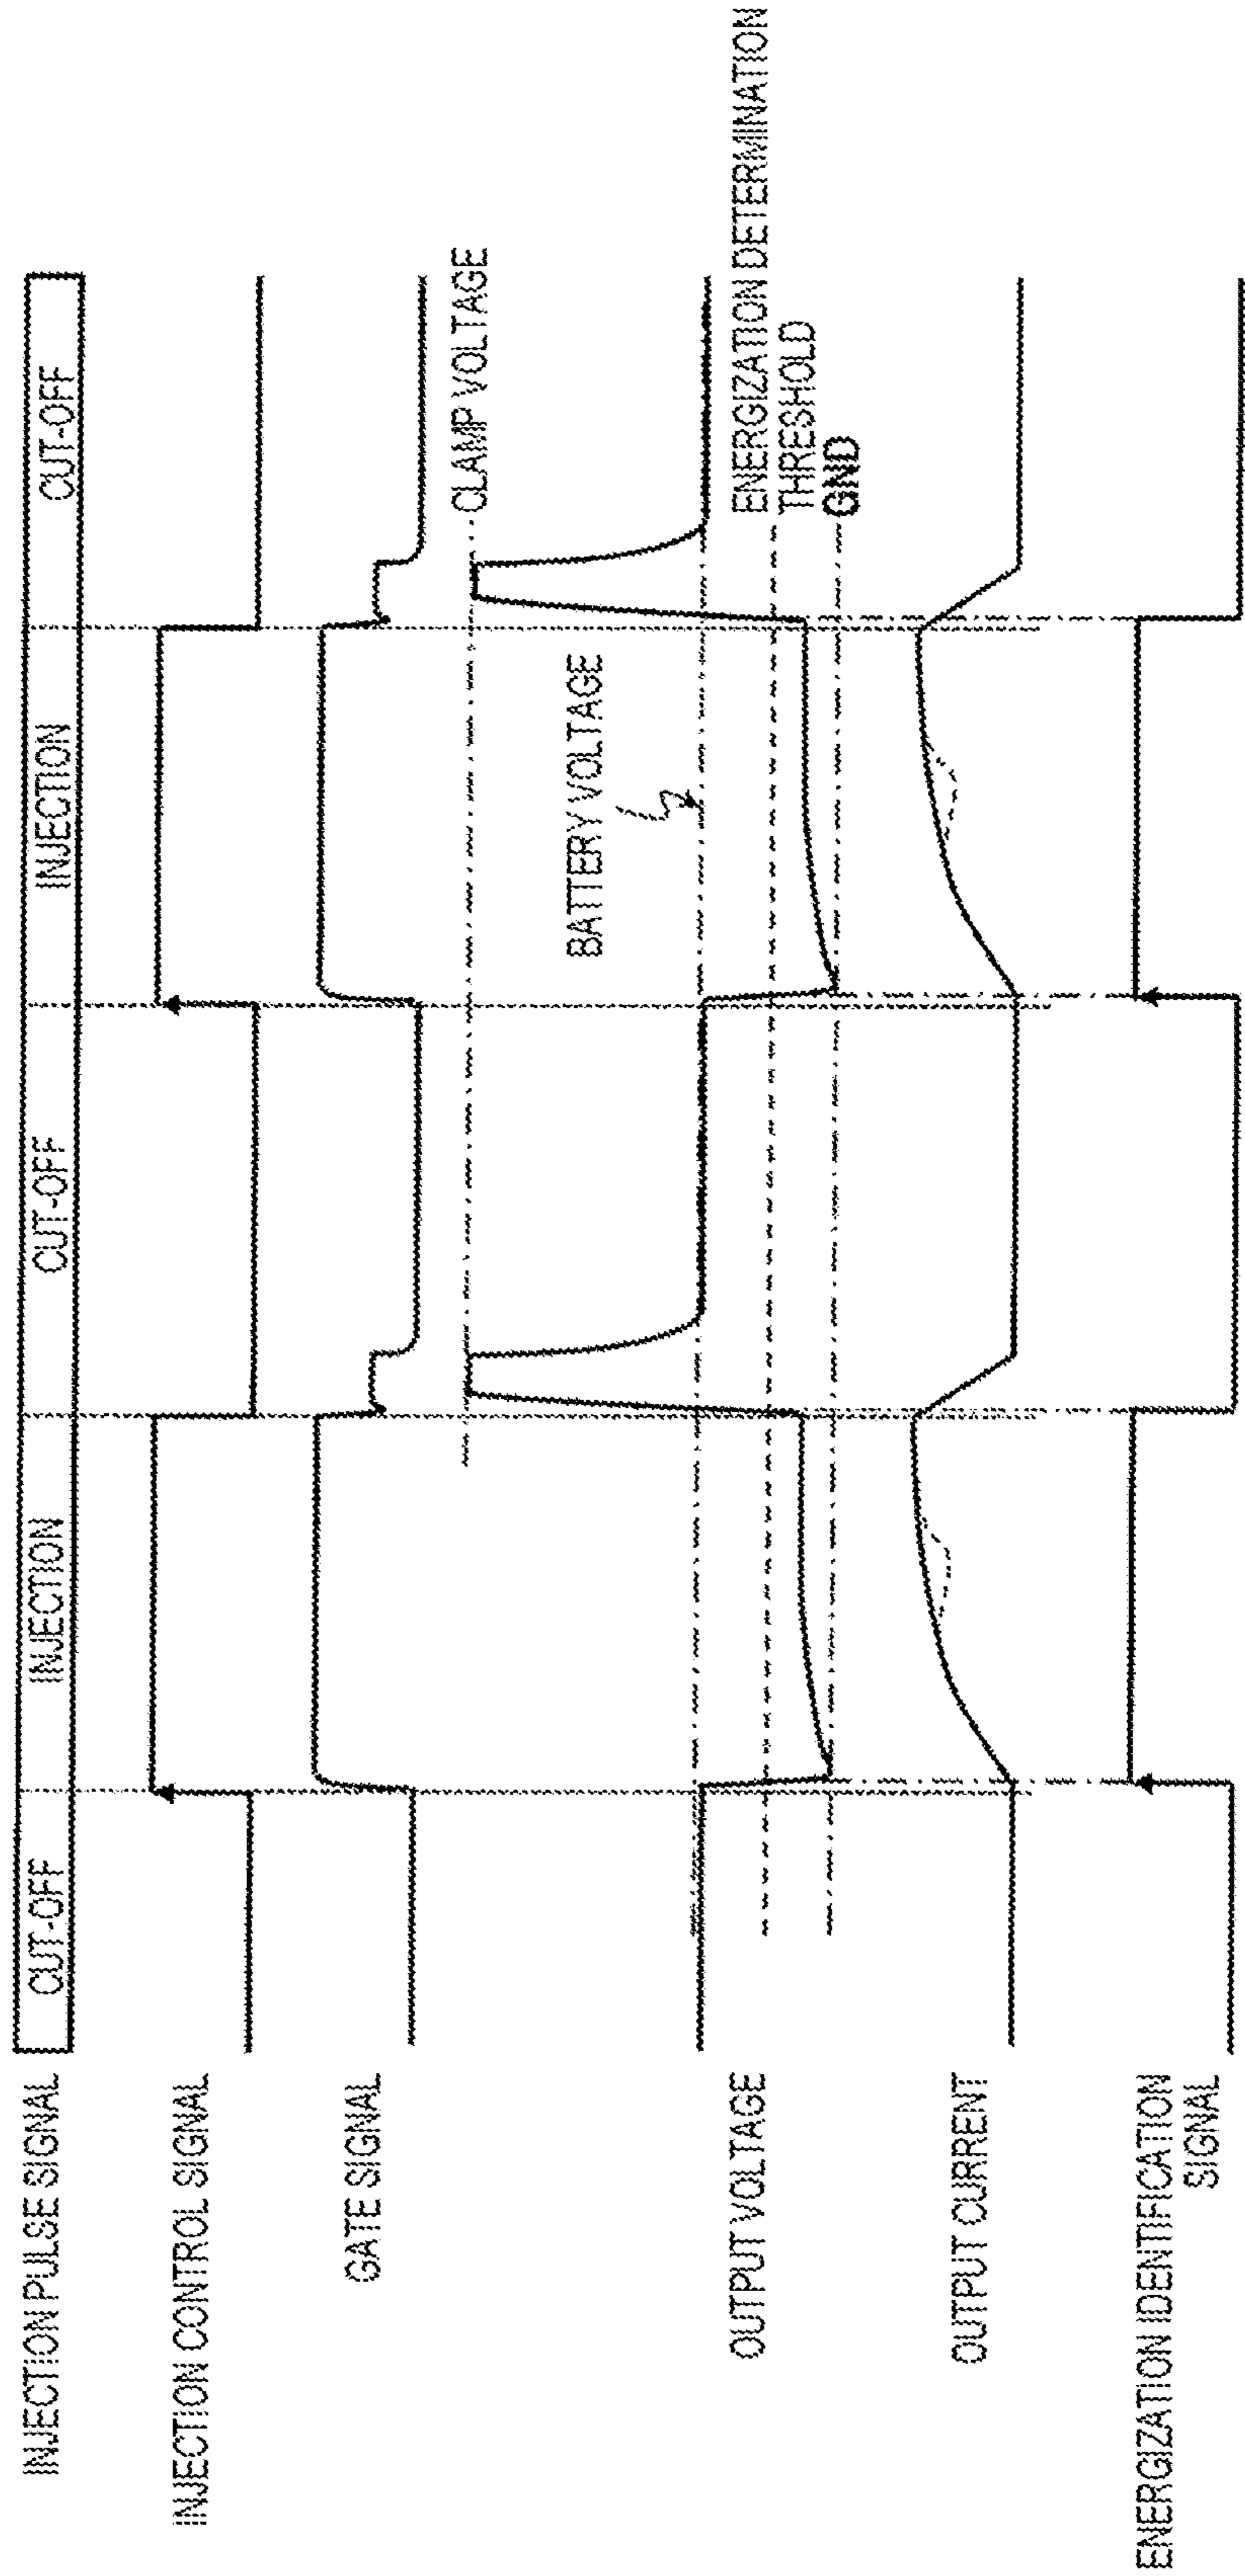 INJECTION PULSE SIGNAL
CUT-OFF
INJECTION
CUT-OFF
INJECTION
CUT-OFF
INJECTION CONTROL SIGNAL
GATE SIGNAL
CLAMP VOLTAGE
BATTERY VOLTAGE
OUTPUT VOLTAGE
ENERGIZATION DETERMINATION
THRESHOLD
GND
OUTPUT CURRENT
ENERGIZATION IDENTIFICATION
SIGNAL